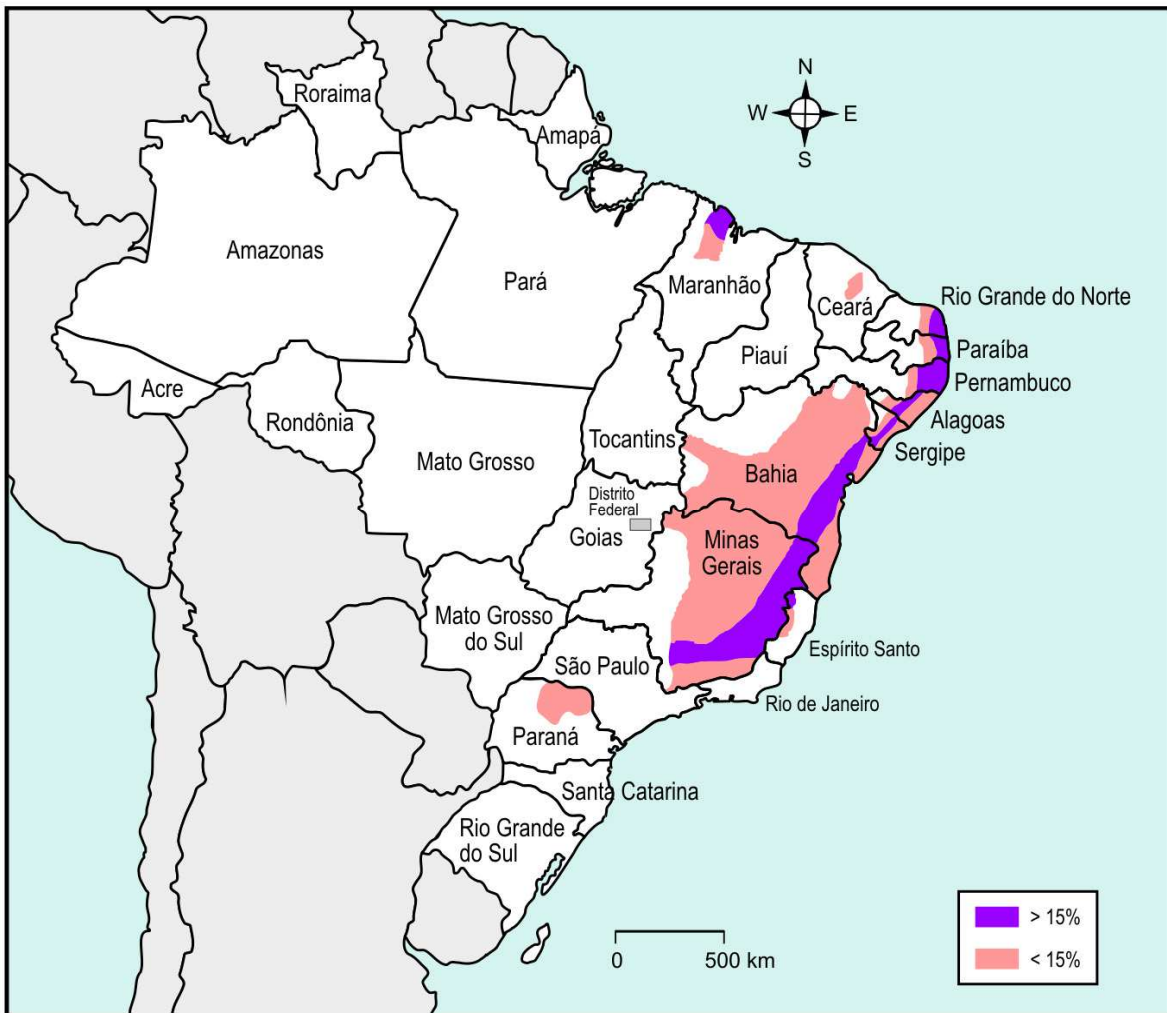 Roraima
Amapá
N
W
E
S
Amazonas
Pará
Maranhão
Ceará
Rio Grande do Norte
Piauí
Paraíba
Pernambuco
Acre
Rondônia
Alagoas
Tocantins
Sergipe
Mato Grosso
Bahia
Distrito
Federal
Goias
Minas
Gerais
Mato Grosso
do Sul
São Paulo
Espírito Santo
Rio de Janeiro
Paraná
Santa Catarina
Rio Grande
do Sul
> 15%
< 15%
0
500 km